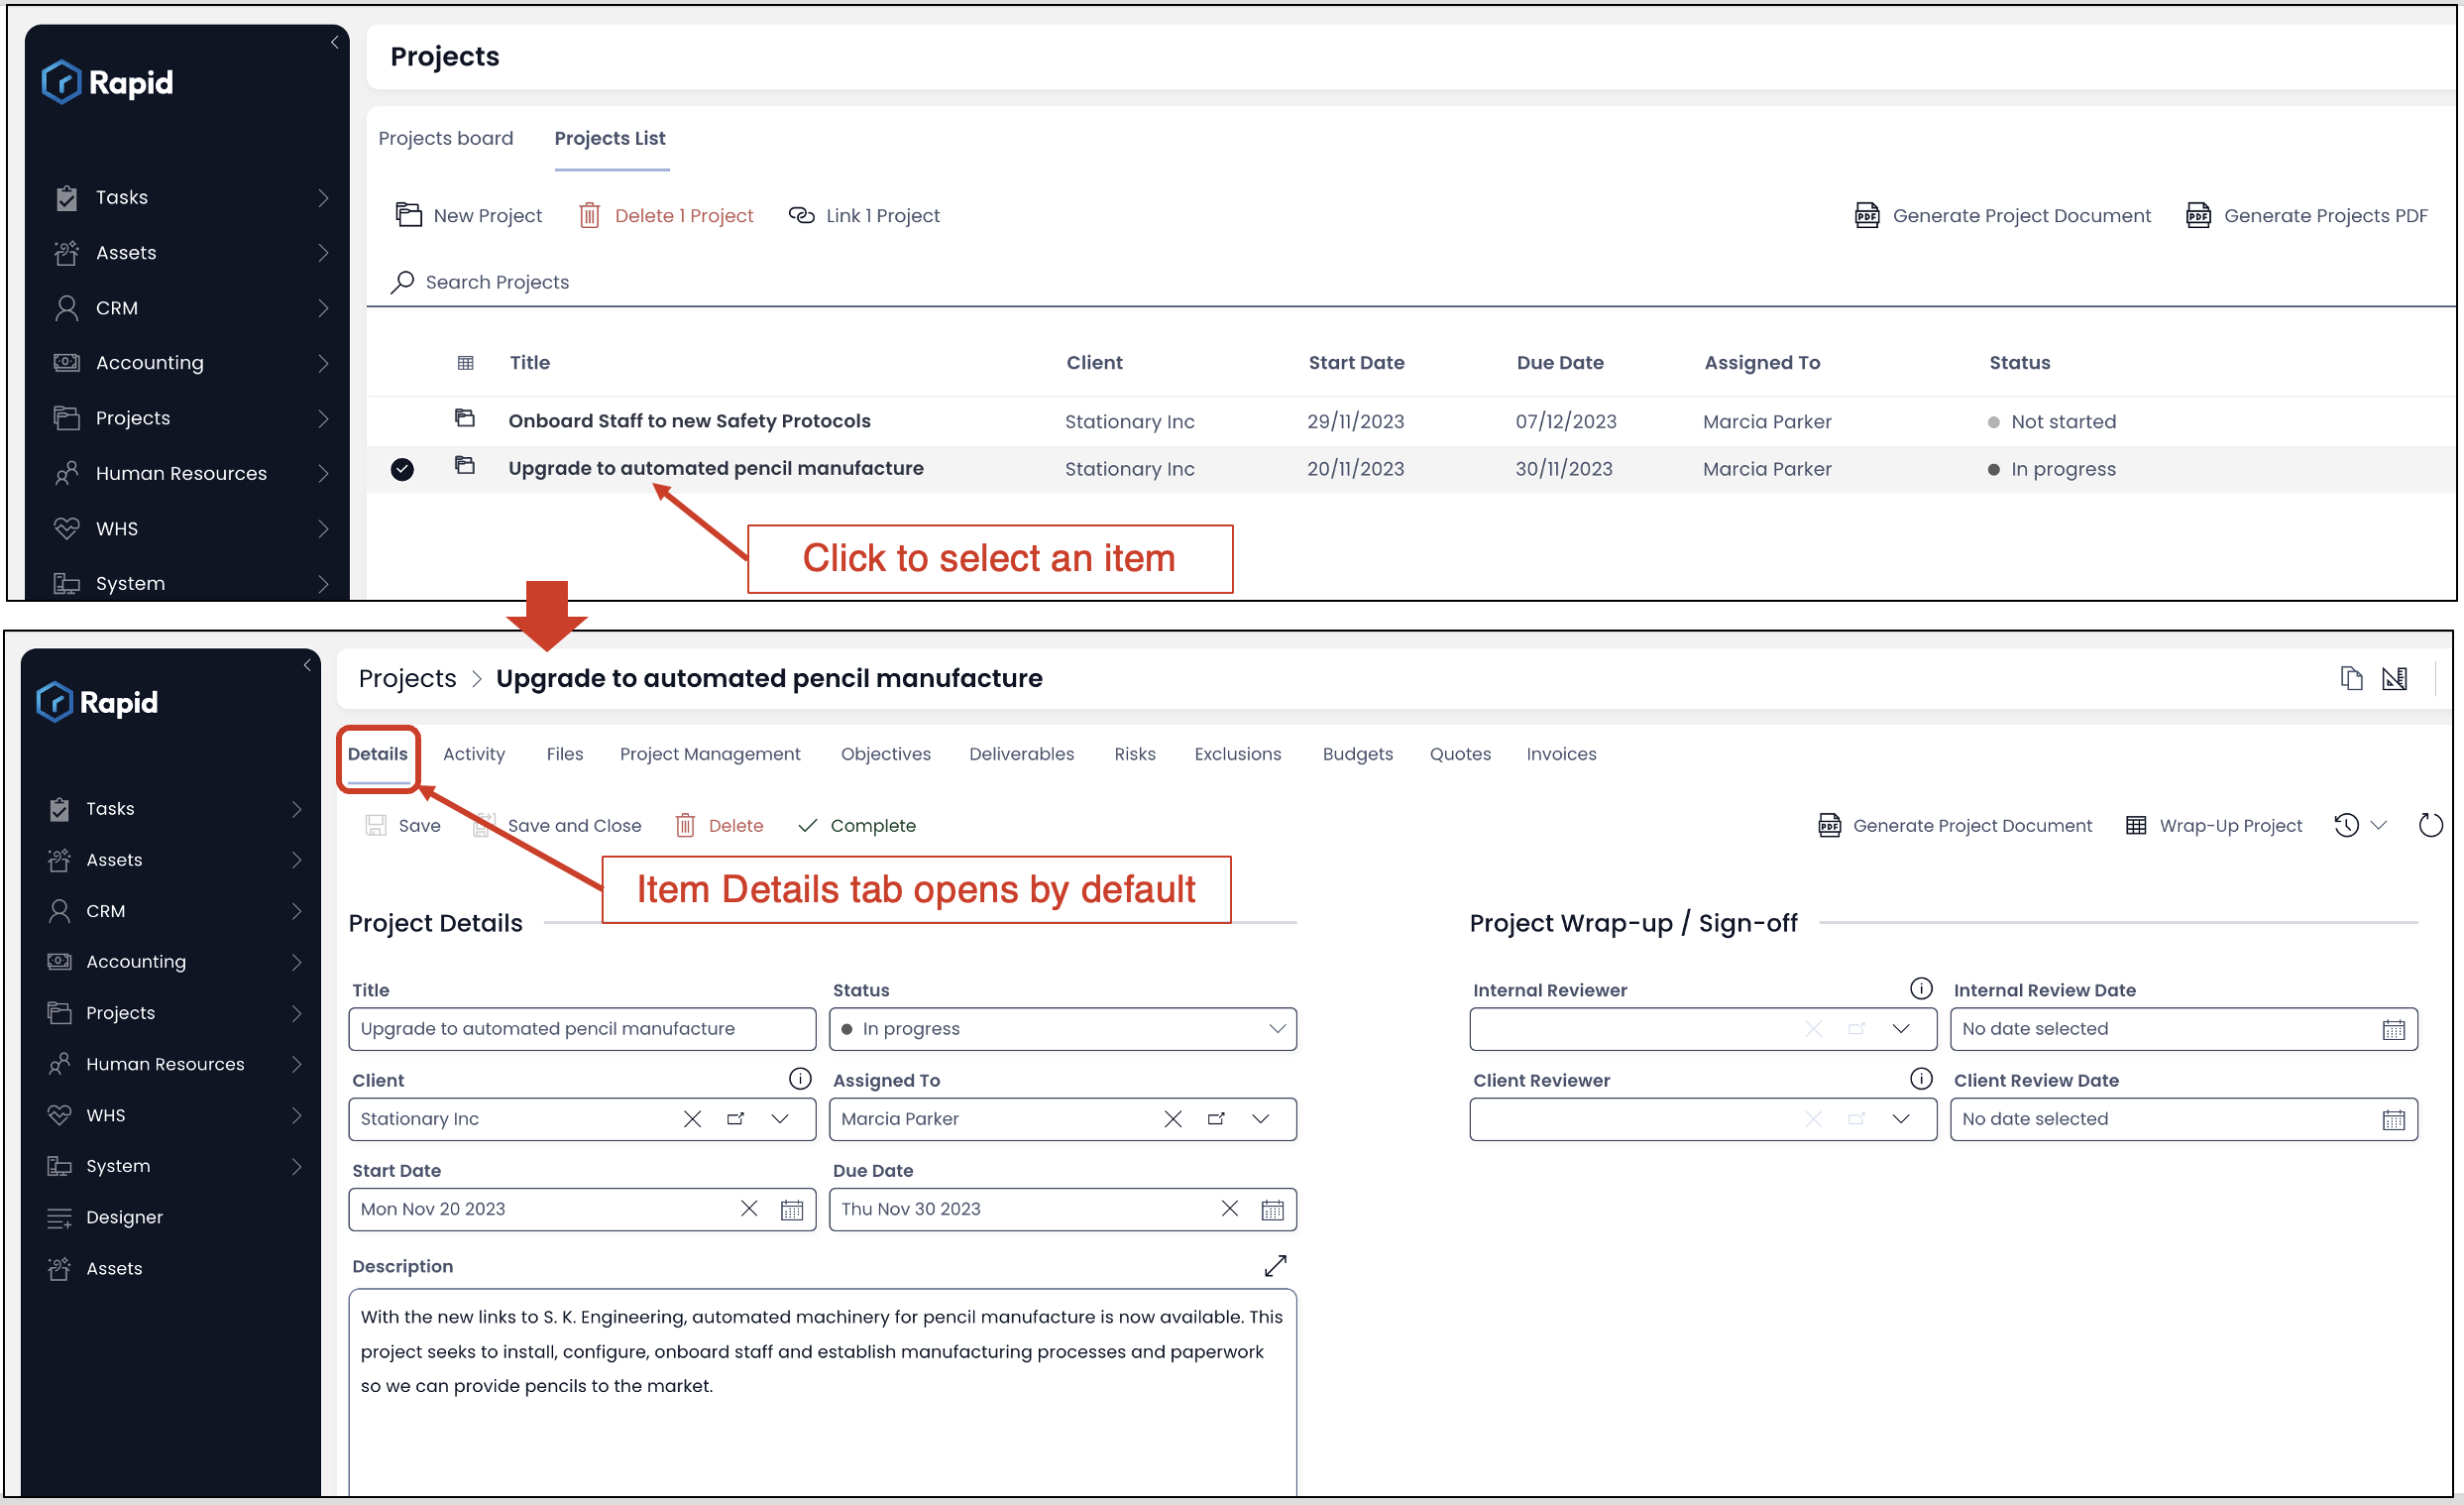 Rapid
Tasks
Assets
CRM
Accounting
Projects
Human Resources
WHS
System
Projects
Projects board Projects List
New Project Delete 1 Project Link 1 Project Generate Project Document Generate Projects PDF
Search Projects
Title Client Start Date Due Date Assigned To Status
Onboard Staff to new Safety Protocols Stationary Inc 29/11/2023 07/12/2023 Marcia Parker Not started
Upgrade to automated pencil manufacture Stationary Inc 20/11/2023 30/11/2023 Marcia Parker In progress
Click to select an item
Rapid
Tasks
Assets
CRM
Accounting
Projects
Human Resources
WHS
System
Designer
Assets
Projects > Upgrade to automated pencil manufacture
Details Activity Files Project Management Objectives Deliverables Risks Exclusions Budgets Quotes Invoices
Save Save and Close Delete Complete Generate Project Document Wrap-Up Project
Item Details tab opens by default
Project Details
Title Status
Upgrade to automated pencil manufacture In progress
Client Assigned To
Stationary Inc Marcia Parker
Start Date Due Date
Mon Nov 20 2023 Thu Nov 30 2023
Description
With the new links to S. K. Engineering, automated machinery for pencil manufacture is now available. This
project seeks to install, configure, onboard staff and establish manufacturing processes and paperwork
so we can provide pencils to the market.
Project Wrap-up / Sign-off
Internal Reviewer Internal Review Date
No date selected
Client Reviewer Client Review Date
No date selected